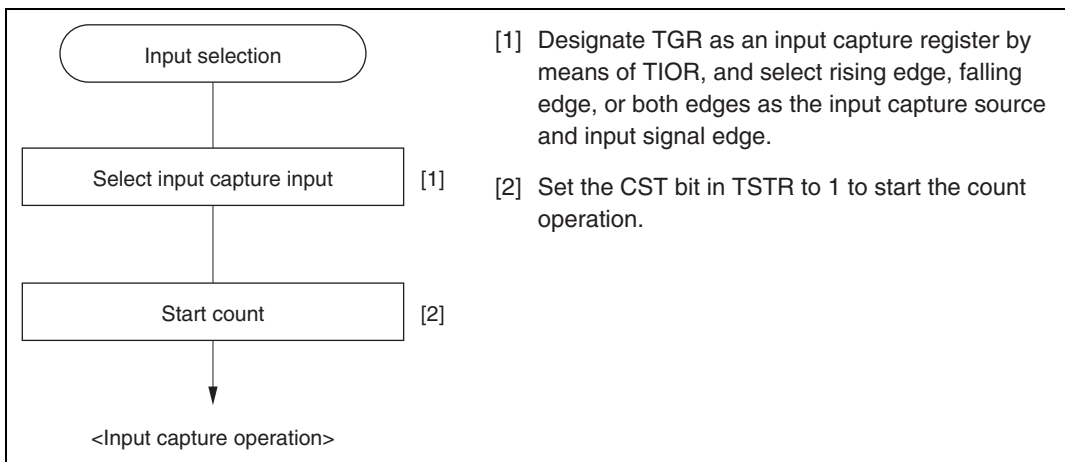 Input selection
Select input capture input
[1]
Start count
[2]
<Input capture operation>
[1] Designate TGR as an input capture register by
means of TIOR, and select rising edge, falling
edge, or both edges as the input capture source
and input signal edge.
[2] Set the CST bit in TSTR to 1 to start the count
operation.